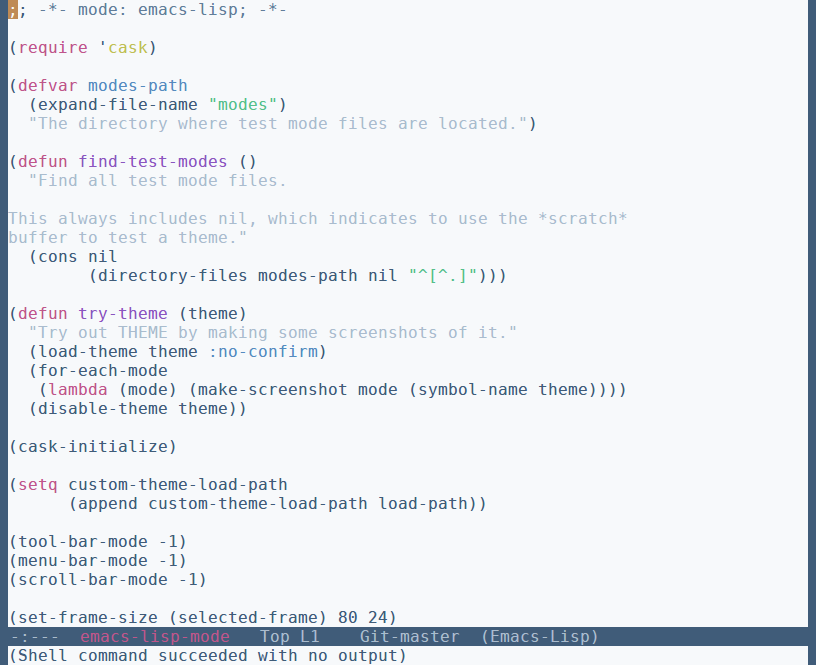 ;; -*- mode: emacs-lisp; -*-

(require 'cask)

(defvar modes-path
  (expand-file-name "modes")
  "The directory where test mode files are located.")

(defun find-test-modes ()
  "Find all test mode files.

This always includes nil, which indicates to use the *scratch*
buffer to test a theme."
  (cons nil
        (directory-files modes-path nil "^[^.]")))

(defun try-theme (theme)
  "Try out THEME by making some screenshots of it."
  (load-theme theme :no-confirm)
  (for-each-mode
   (lambda (mode) (make-screenshot mode (symbol-name theme))))
  (disable-theme theme))

(cask-initialize)

(setq custom-theme-load-path
      (append custom-theme-load-path load-path))

(tool-bar-mode -1)
(menu-bar-mode -1)
(scroll-bar-mode -1)

(set-frame-size (selected-frame) 80 24)
-:---  emacs-lisp-mode   Top L1    Git-master  (Emacs-Lisp)
(Shell command succeeded with no output)